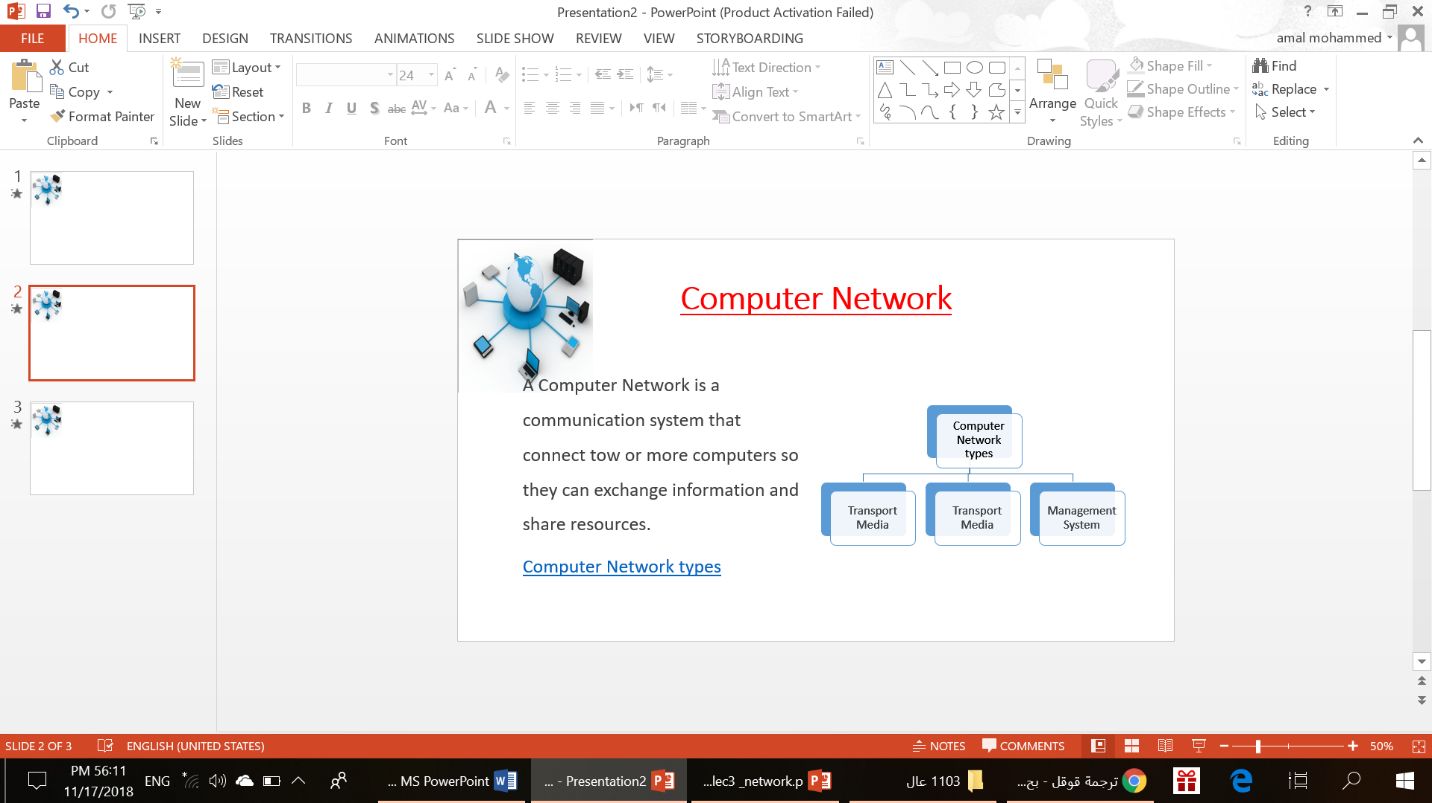 Presentation2 - PowerPoint (Product Activation Failed)
FILE HOME INSERT DESIGN TRANSITIONS ANIMATIONS SLIDE SHOW REVIEW VIEW STORYBOARDING
amal mohammed
Paste
Cut
Copy
Format Painter
Clipboard
New
Slide
Layout
Reset
Section
Slides
24
B I U S abc AV Aa A
Font
Text Direction
Align Text
Convert to SmartArt
Paragraph
Arrange
Quick
Styles
Shape Fill
Shape Outline
Shape Effects
Drawing
Find
Replace
Select
Editing
1
2
3
Computer Network
A Computer Network is a
communication system that
connect tow or more computers so
they can exchange information and
share resources.
Computer Network types
Computer
Network
types
Transport
Media
Transport
Media
Management
System
SLIDE 2 OF 3 ENGLISH (UNITED STATES) NOTES COMMENTS 50%
PM 56:11
11/17/2018
ENG
... MS PowerPoint
... - Presentation2
...lec3 _network.p
1103 عال
ترجمة قوقل - بح...